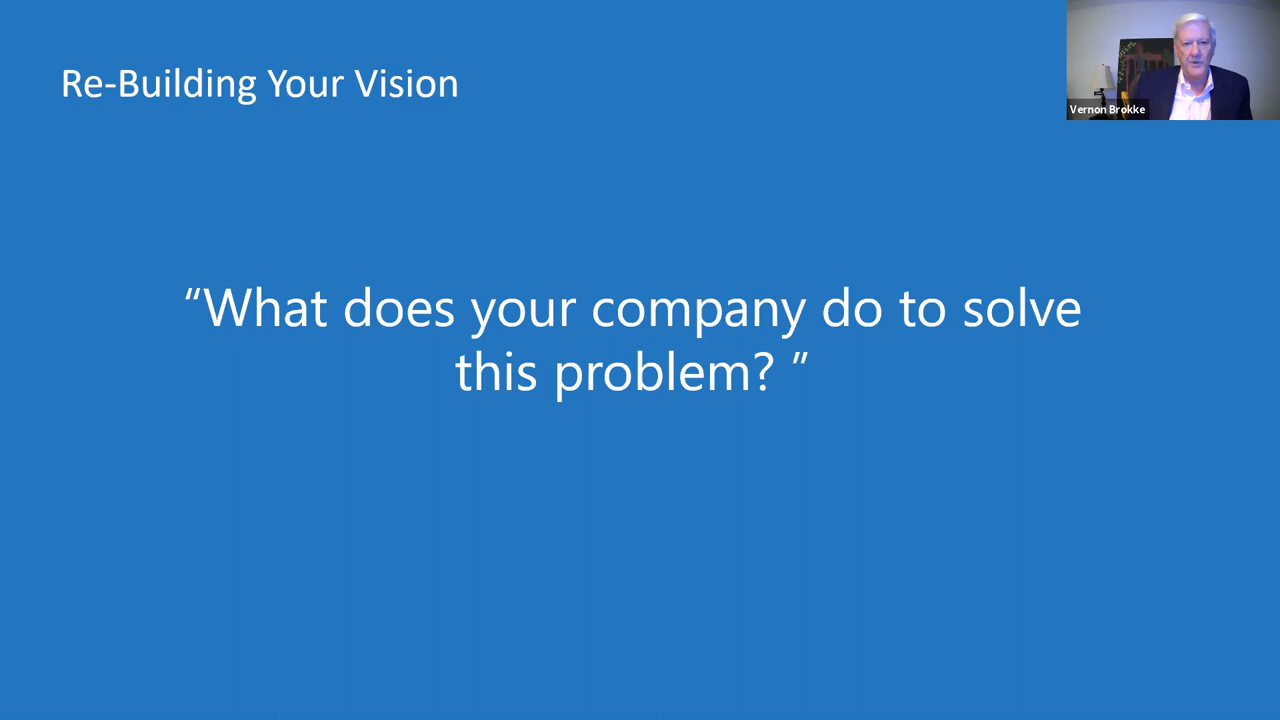 Re-Building Your Vision
Vernon Brokke
“What does your company do to solve
this problem? ”